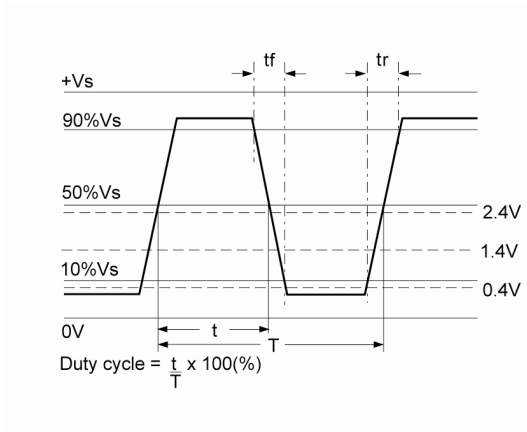 tf
tr
+Vs
90%Vs
50%Vs
2.4V
1.4V
10%Vs
0.4V
0V
t
T
Duty cycle = t/T x 100(%)